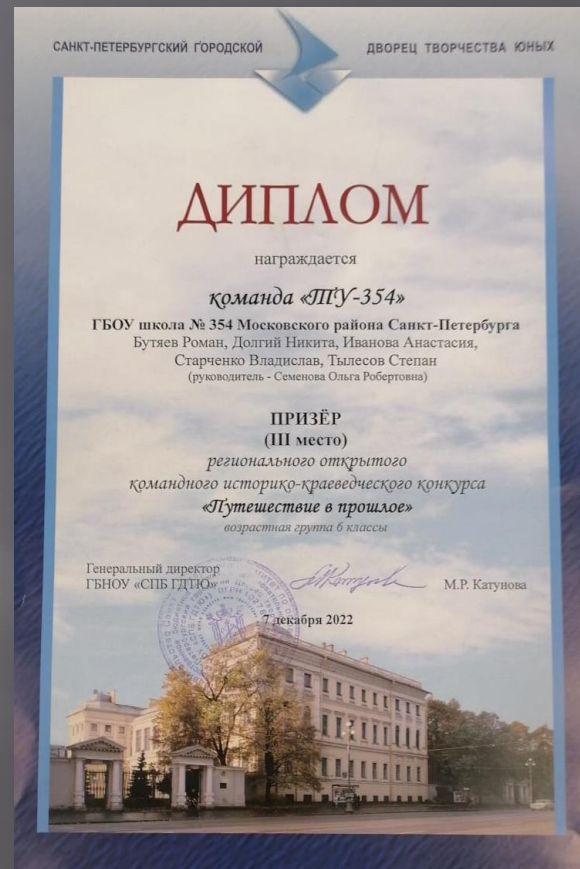 САНКТ-ПЕТЕРБУРГСКИЙ ГОРОДСКОЙ ДВОРЕЦ ТВОРЧЕСТВА ЮНЫХ
ДИПЛОМ
награждается
команда «ТУ-354»
ГБОУ школа № 354 Московского района Санкт-Петербурга
Бутяев Роман, Долгий Никита, Иванова Анастасия,
Старченко Владислав, Тылесов Степан
(руководитель - Семенова Ольга Робертовна)
ПРИЗЁР
(III место)
регионального открытого
командного историко-краеведческого конкурса
«Путешествие в прошлое»
возрастная группа 6 классы
Генеральный директор
ГБНОУ «СПБ ГДТЮ» М.Р. Катунова
7 декабря 2022